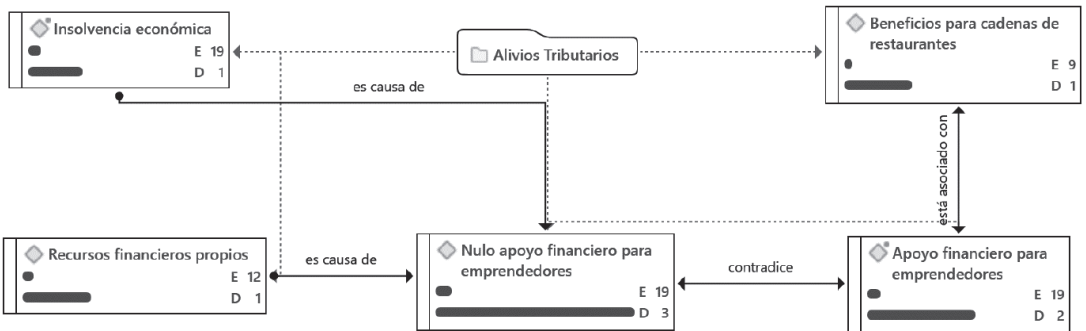 Insolvencia económica
E 19
D 1
Alivios Tributarios
Beneficios para cadenas de
restaurantes
E 9
D 1
es causa de
está asociado con
Recursos financieros propios
E 12
D 1
es causa de
Nulo apoyo financiero para
emprendedores
E 19
D 3
contradice
Apoyo financiero para
emprendedores
E 19
D 2